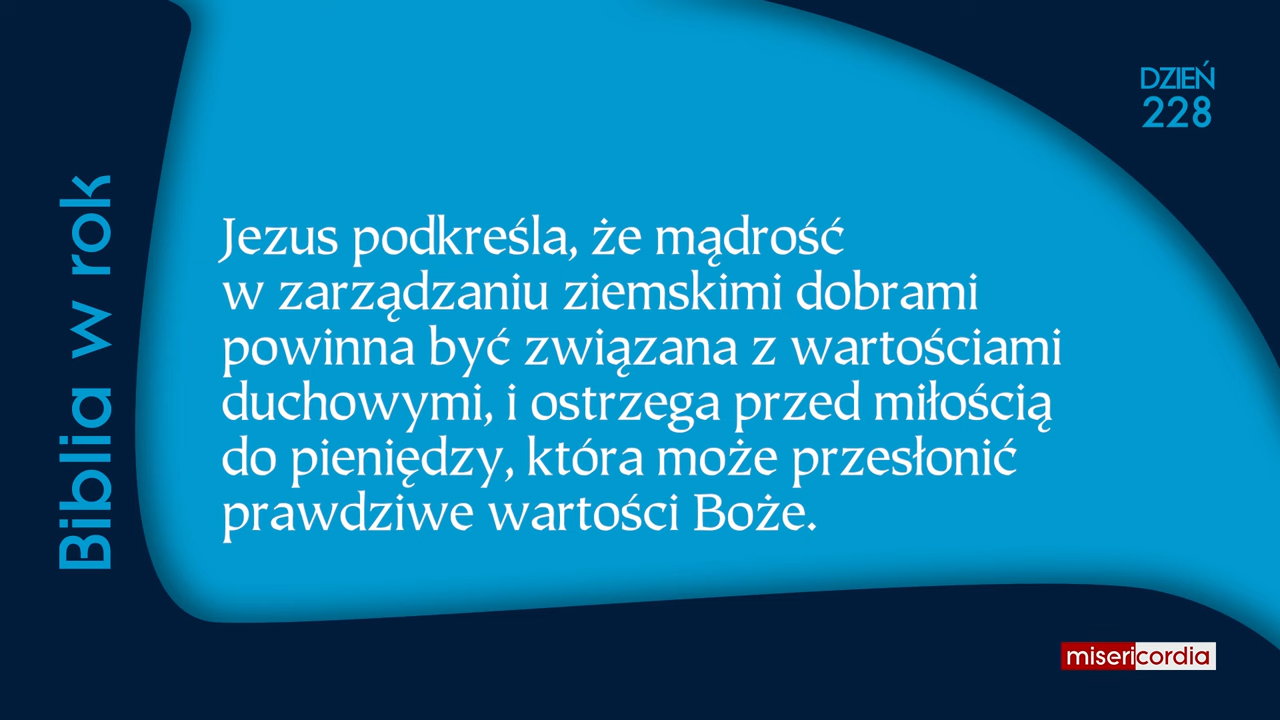 Biblia w rok
DZIEŃ
228
Jezus podkreśla, że mądrość
w zarządzaniu ziemskimi dobrami
powinna być związana z wartościami
duchowymi, i ostrzega przed miłością
do pieniędzy, która może przesłonić
prawdziwe wartości Boże.
misericordia